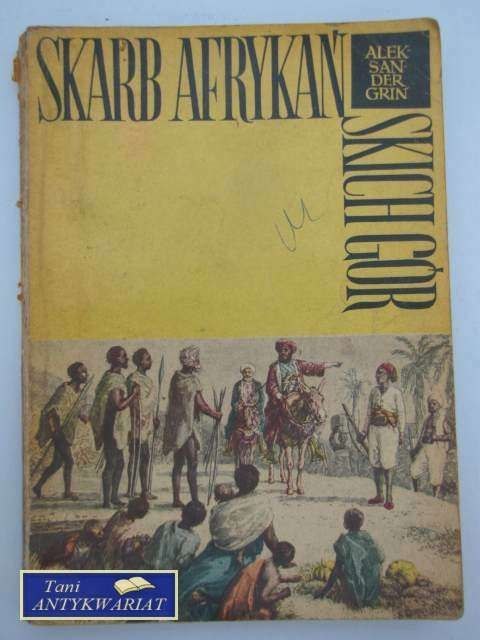 SKARB AFRYKAŃ
SKICH GÓR
ALEK-
SAN-
DER
GRIN
Tani
ANTYKWARIAT